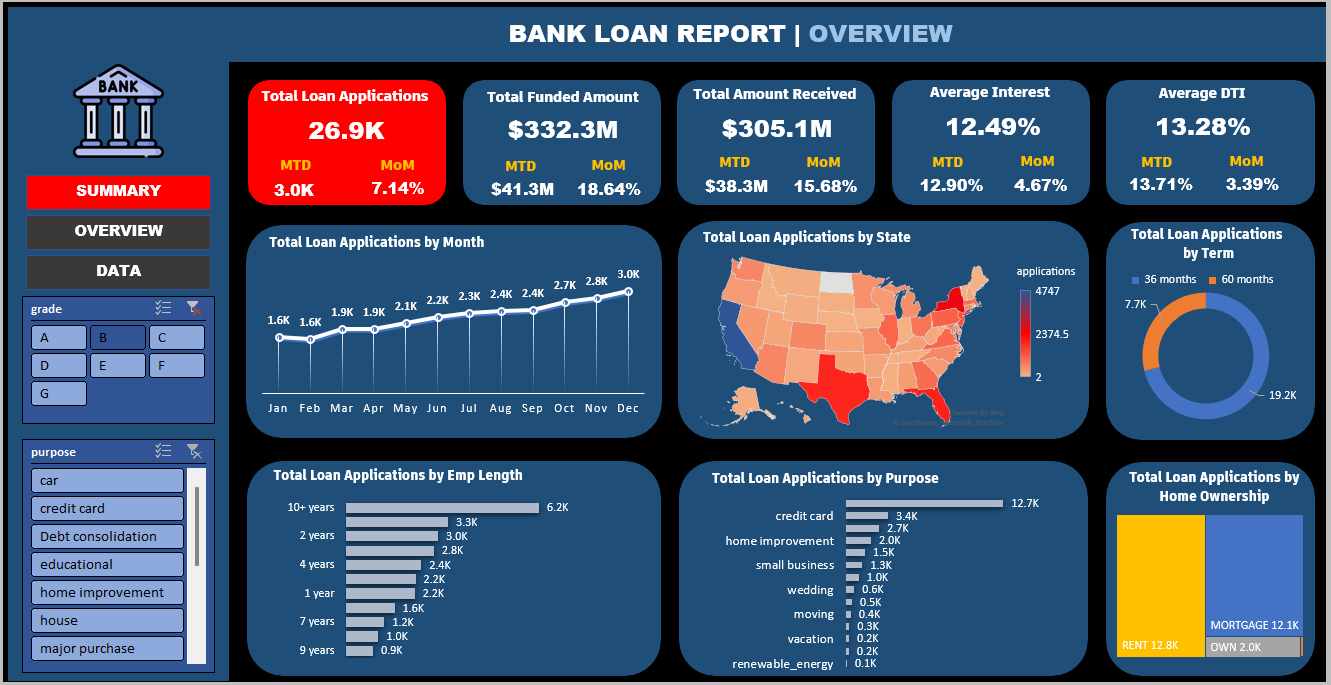 BANK LOAN REPORT | OVERVIEW
BANK
SUMMARY
OVERVIEW
DATA
grade
A
B
C
D
E
F
G
purpose
car
credit card
Debt consolidation
educational
home improvement
house
major purchase
Total Loan Applications
26.9K
MTD MoM
3.0K 7.14%
Total Funded Amount
$332.3M
MTD MoM
$41.3M 18.64%
Total Amount Received
$305.1M
MTD MoM
$38.3M 15.68%
Average Interest
12.49%
MTD MoM
12.90% 4.67%
Average DTI
13.28%
MTD MoM
13.71% 3.39%
Total Loan Applications by Month
1.6K 1.6K 1.9K 1.9K 2.1K 2.2K 2.3K 2.4K 2.4K 2.7K 2.8K 3.0K
Jan Feb Mar Apr May Jun Jul Aug Sep Oct Nov Dec
Total Loan Applications by State
applications
4747
2374.5
2
Powered by Bing
Total Loan Applications
by Term
36 months 60 months
7.7K
19.2K
Total Loan Applications by Emp Length
10+ years 6.2K
3.3K
2 years 3.0K
2.8K
4 years 2.4K
2.2K
1 year 2.2K
1.6K
7 years 1.2K
1.0K
9 years 0.9K
Total Loan Applications by Purpose
12.7K
credit card 3.4K
2.7K
home improvement 2.0K
1.5K
small business 1.3K
1.0K
wedding 0.6K
0.5K
moving 0.4K
0.3K
vacation 0.2K
0.2K
renewable_energy 0.1K
Total Loan Applications by
Home Ownership
MORTGAGE 12.1K
RENT 12.8K
OWN 2.0K